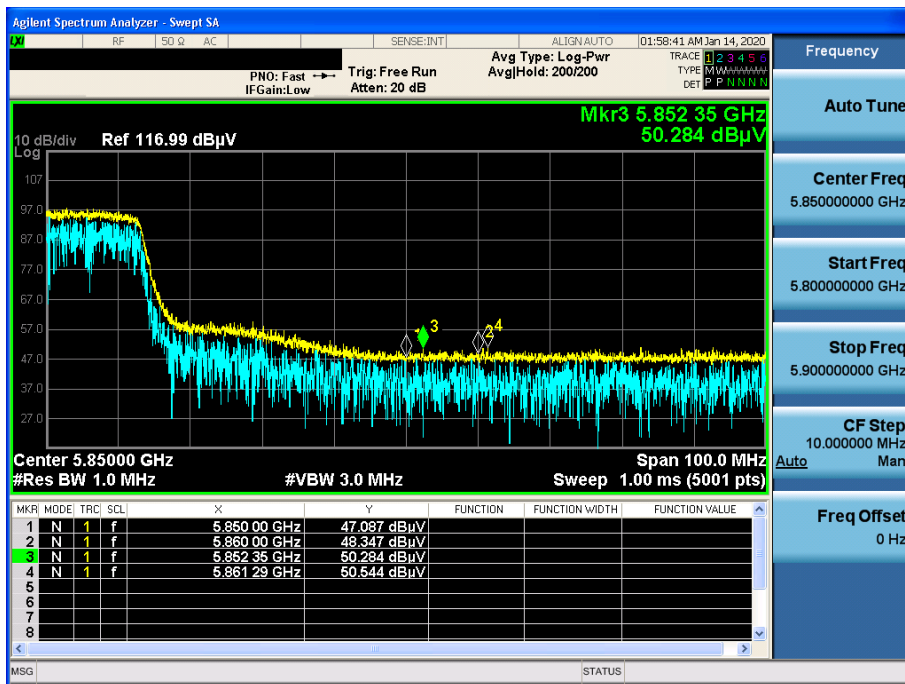 Agilent Spectrum Analyzer - Swept SA
LXI RF 50 Ω AC SENSE:INT ALIGN AUTO 01:58:41 AM Jan 14, 2020
PNO: Fast IFGain:Low
Trig: Free Run
Atten: 20 dB
Avg Type: Log-Pwr
Avg|Hold: 200/200
TRACE 1 2 3 4 5 6
TYPE M W
DET P P N N N N
Mkr3 5.852 35 GHz
50.284 dBµV
10 dB/div Ref 116.99 dBµV
Log
107
97.0
87.0
77.0
67.0
57.0
47.0
37.0
27.0
3
2
4
Center 5.85000 GHz Span 100.0 MHz
#Res BW 1.0 MHz #VBW 3.0 MHz Sweep 1.00 ms (5001 pts)
MKR MODE TRC SCL X Y FUNCTION FUNCTION WIDTH FUNCTION VALUE
1 N 1 f 5.850 00 GHz 47.087 dBµV
2 N 1 f 5.860 00 GHz 48.347 dBµV
3 N 1 f 5.852 35 GHz 50.284 dBµV
4 N 1 f 5.861 29 GHz 50.544 dBµV
5
6
7
8
MSG STATUS
Frequency
Auto Tune
Center Freq
5.850000000 GHz
Start Freq
5.800000000 GHz
Stop Freq
5.900000000 GHz
CF Step
10.000000 MHz
Auto Man
Freq Offset
0 Hz